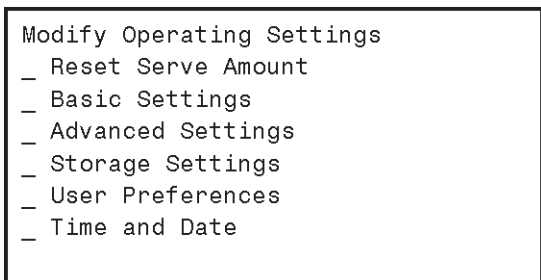 Modify Operating Settings
_ Reset Serve Amount
_ Basic Settings
_ Advanced Settings
_ Storage Settings
_ User Preferences
_ Time and Date